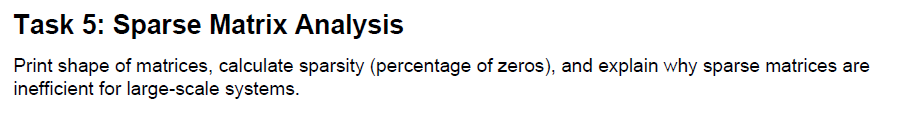 Task 5: Sparse Matrix Analysis
Print shape of matrices, calculate sparsity (percentage of zeros), and explain why sparse matrices are
inefficient for large-scale systems.